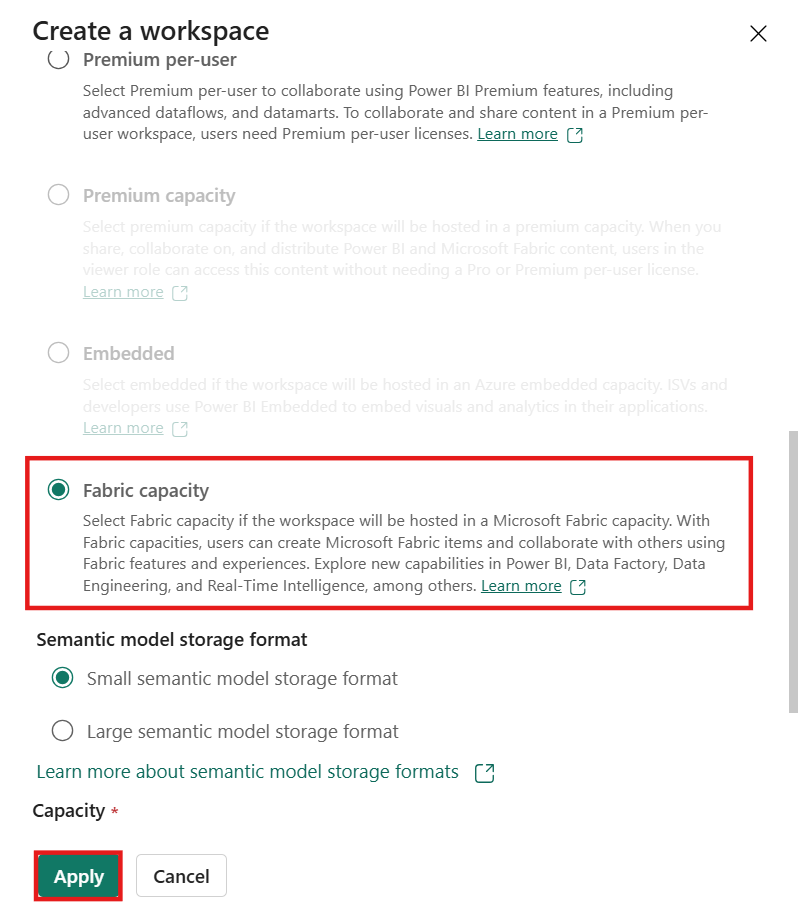 Create a workspace
Premium per-user
Select Premium per-user to collaborate using Power BI Premium features, including
advanced dataflows, and datamarts. To collaborate and share content in a Premium per-
user workspace, users need Premium per-user licenses. Learn more
Premium capacity
Select premium capacity if the workspace will be hosted in a premium capacity. When you
share, collaborate on, and distribute Power BI and Microsoft Fabric content, users in the
viewer role can access this content without needing a Pro or Premium per-user license.
Learn more
Embedded
Select embedded if the workspace will be hosted in an Azure embedded capacity. ISVs and
developers use Power BI Embedded to embed visuals and analytics in their applications.
Learn more
Fabric capacity
Select Fabric capacity if the workspace will be hosted in a Microsoft Fabric capacity. With
Fabric capacities, users can create Microsoft Fabric items and collaborate with others using
Fabric features and experiences. Explore new capabilities in Power BI, Data Factory, Data
Engineering, and Real-Time Intelligence, among others. Learn more
Semantic model storage format
Small semantic model storage format
Large semantic model storage format
Learn more about semantic model storage formats
Capacity *
Apply Cancel